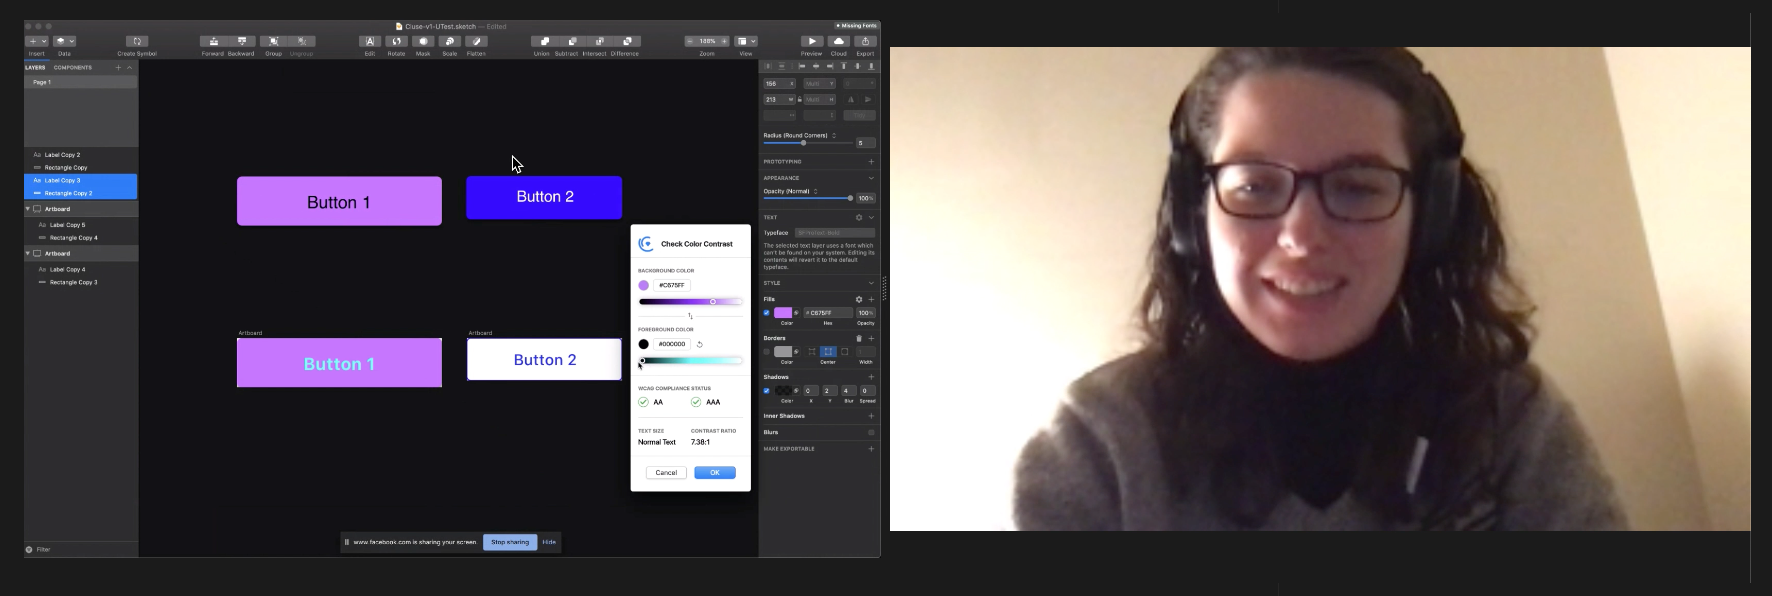 Cluse-v1-UTest.sketch — Edited
Missing Fonts
Insert Data Create Symbol Forward Backward Group Ungroup Edit Rotate Mask Scale Flatten Union Subtract Intersect Difference Zoom View Preview Cloud Export
188%
LAYERS COMPONENTS
Page 1
Aa Label Copy 2
Rectangle Copy
Aa Label Copy 3
Rectangle Copy 2
Artboard
Aa Label Copy 5
Rectangle Copy 4
Artboard
Aa Label Copy 4
Rectangle Copy 3
Filter
Button 1
Button 2
Artboard
Button 1
Artboard
Button 2
Check Color Contrast
BACKGROUND COLOR
#C675FF
FOREGROUND COLOR
#000000
WCAG COMPLIANCE STATUS
AA AAA
TEXT SIZE CONTRAST RATIO
Normal Text 7.38:1
Cancel OK
www.facebook.com is sharing your screen. Stop sharing Hide
156 X Multi Y
213 W Multi H
Radius (Round Corners)
5
PROTOTYPING
APPEARANCE
Opacity (Normal)
100%
TEXT
Typeface
The selected text layer uses a font which
can't be found on your system. Editing its
contents will revert it to the default
typeface.
STYLE
Fills
# C675FF 100%
Color Hex Opacity
Borders
Color Center Width
Shadows
0 2 4 0
Color X Y Blur Spread
Inner Shadows
Blurs
MAKE EXPORTABLE